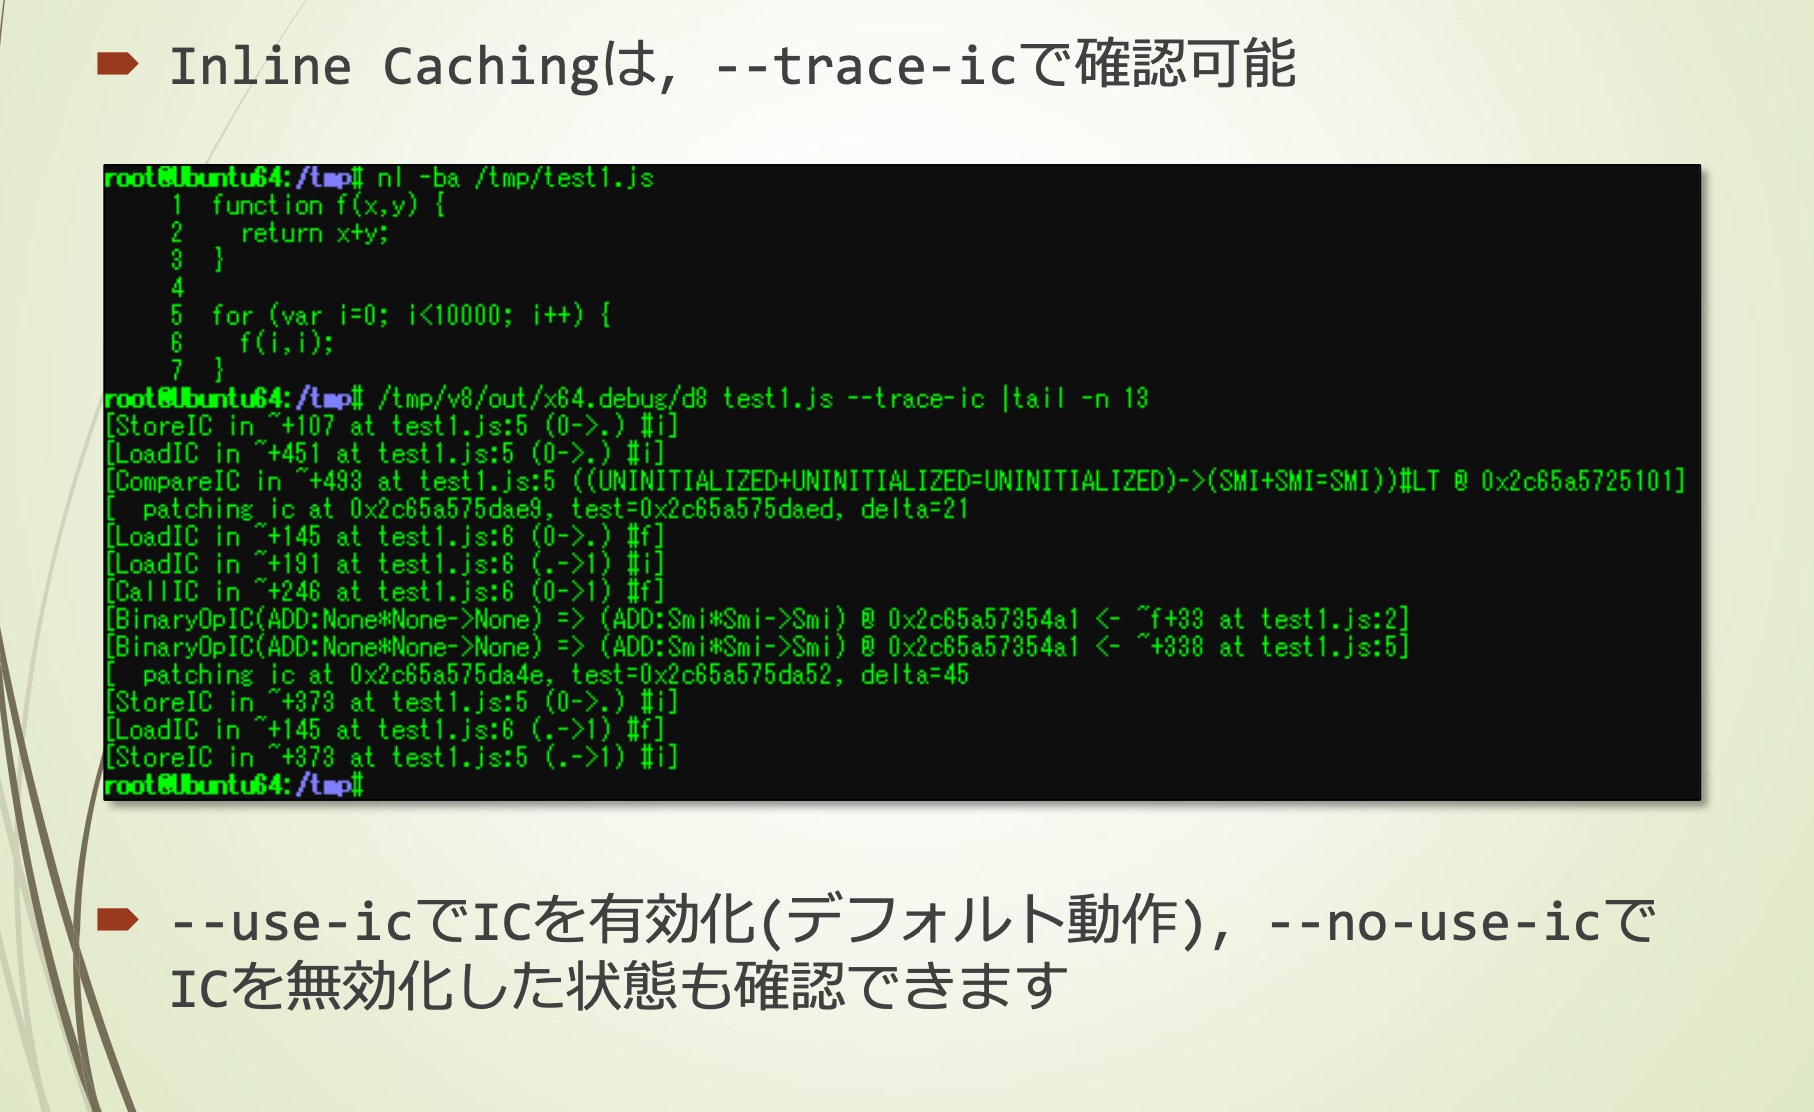 Inline Cachingは, --trace-icで確認可能
root@Ubuntu64:/tmp# nl -ba /tmp/test1.js
1 function f(x,y) {
2 return x+y;
3 }
4
5 for (var i=0; i<10000; i++) {
6 f(i,i);
7 }
root@Ubuntu64:/tmp# /tmp/v8/out/x64.debug/d8 test1.js --trace-ic |tail -n 13
[StoreIC in ~+107 at test1.js:5 (0->.) #i]
[LoadIC in ~+451 at test1.js:5 (0->.) #i]
[CompareIC in ~+493 at test1.js:5 ((UNINITIALIZED+UNINITIALIZED=UNINITIALIZED)->(SMI+SMI=SMI))#LT @ 0x2c65a5725101]
[ patching ic at 0x2c65a575dae9, test=0x2c65a575daed, delta=21
[LoadIC in ~+145 at test1.js:6 (0->.) #f]
[LoadIC in ~+191 at test1.js:6 (.->1) #i]
[CallIC in ~+246 at test1.js:6 (0->1) #f]
[BinaryOpIC(ADD:None*None->None) => (ADD:Smi*Smi->Smi) @ 0x2c65a57354a1 <- ~f+33 at test1.js:2]
[BinaryOpIC(ADD:None*None->None) => (ADD:Smi*Smi->Smi) @ 0x2c65a57354a1 <- ~+338 at test1.js:5]
[ patching ic at 0x2c65a575da4e, test=0x2c65a575da52, delta=45
[StoreIC in ~+373 at test1.js:5 (0->.) #i]
[LoadIC in ~+145 at test1.js:6 (.->1) #f]
[StoreIC in ~+373 at test1.js:5 (.->1) #i]
root@Ubuntu64:/tmp#
--use-icでICを有効化(デフォルト動作), --no-use-icで
ICを無効化した状態も確認できます